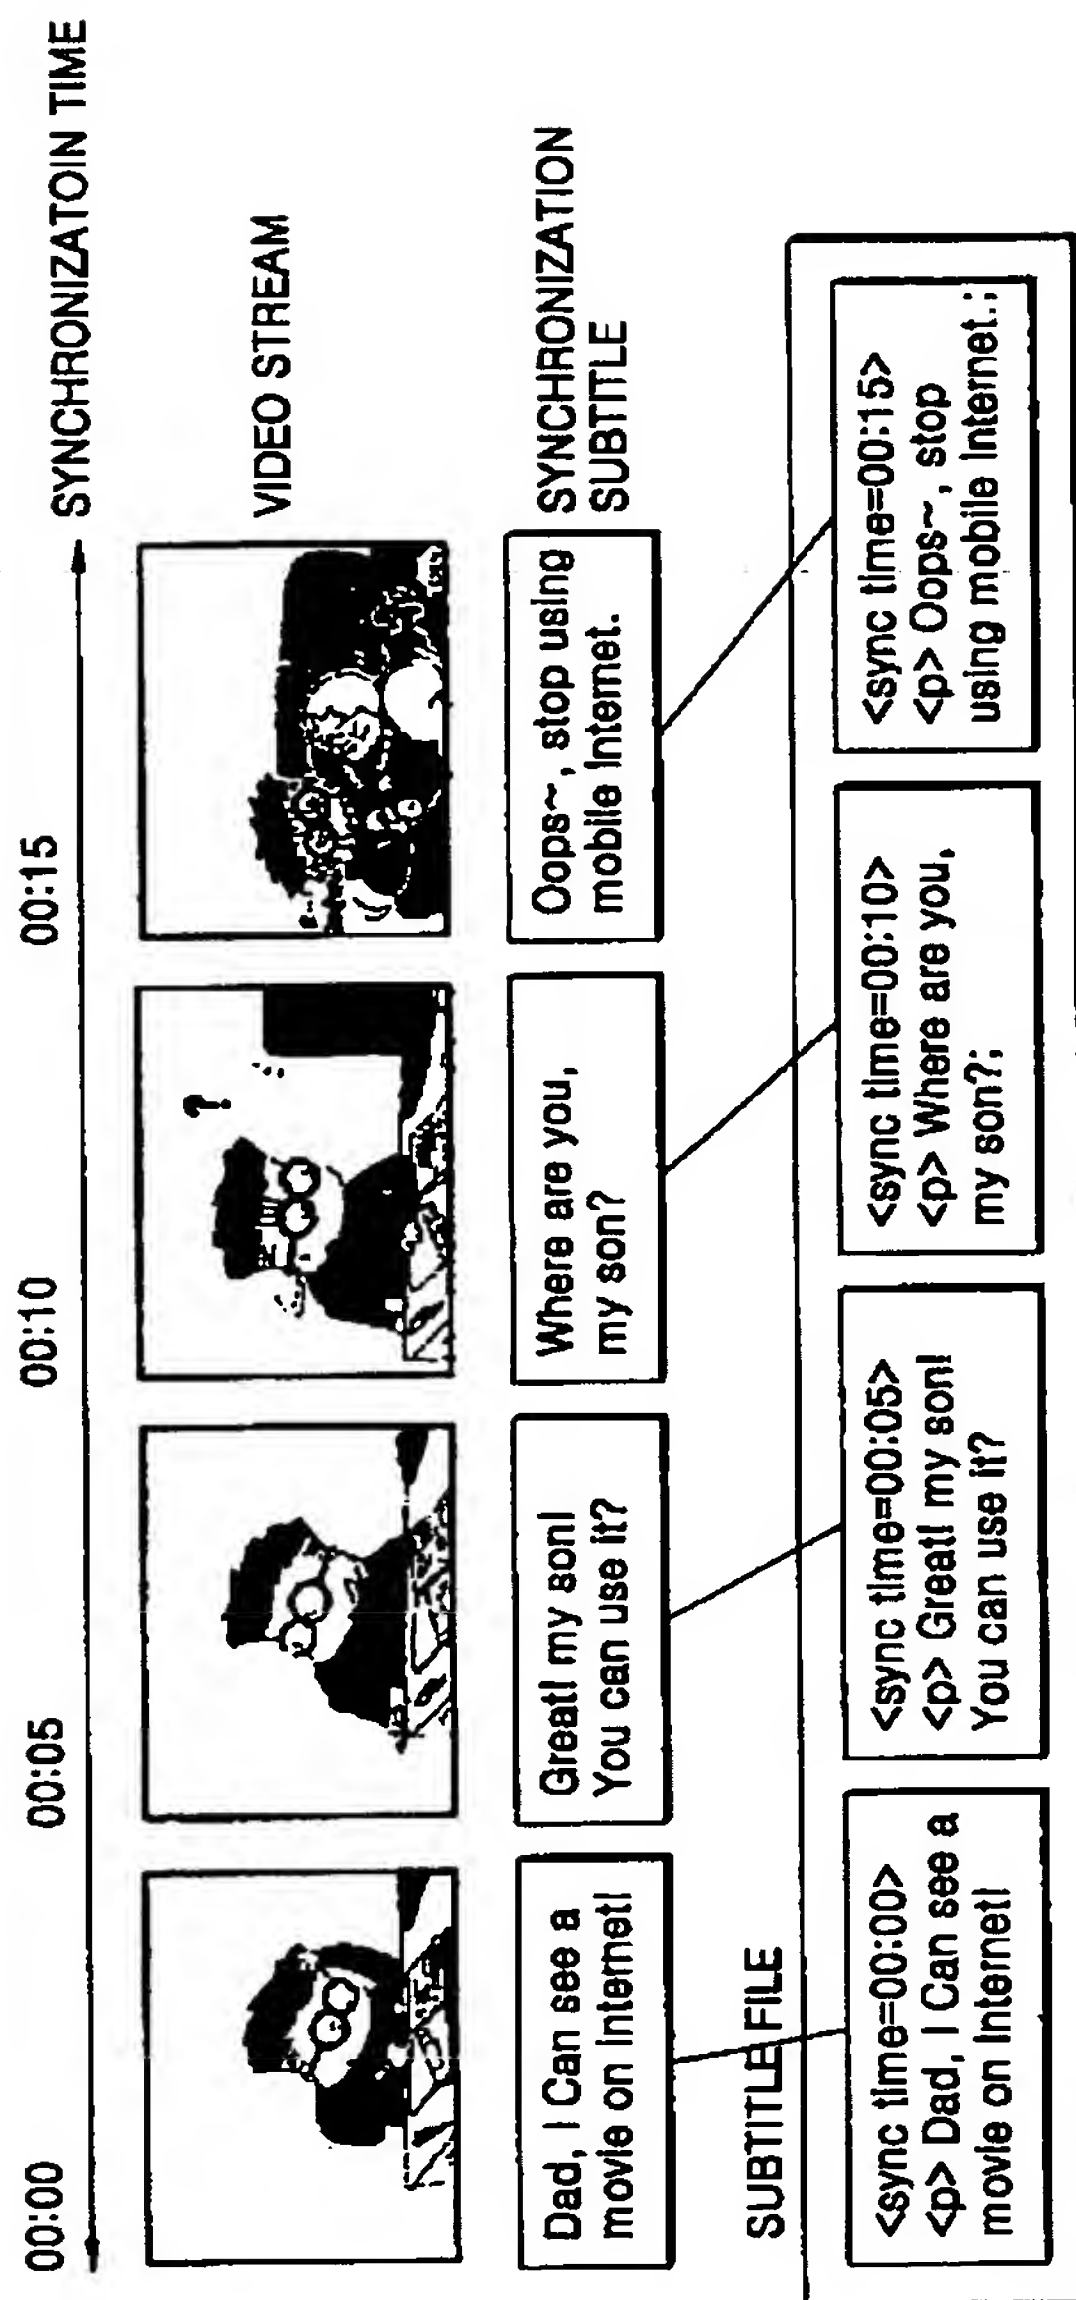 00:00
00:05
00:10
00:15
SYNCHRONIZATOIN TIME
VIDEO STREAM
?
Dad, I Can see a
movie on Internet!
Great! my son!
You can use it?
Where are you,
my son?
Oops~, stop using
mobile Internet.
SYNCHRONIZATION
SUBTITLE
SUBTITLE FILE
<sync time=00:00>
<p> Dad, I Can see a
movie on Internet!
<sync time=00:05>
<p> Great! my son!
You can use it?
<sync time=00:10>
<p> Where are you,
my son?;
<sync time=00:15>
<p> Oops~, stop
using mobile Internet.;